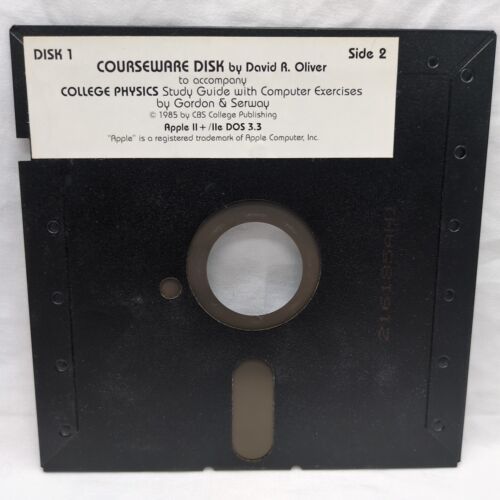 DISK 1
Side 2
COURSEWARE DISK by David R. Oliver
to accompany
COLLEGE PHYSICS Study Guide with Computer Exercises
by Gordon & Serway
© 1985 by CBS College Publishing
Apple II+/IIe DOS 3.3
"Apple" is a registered trademark of Apple Computer, Inc.